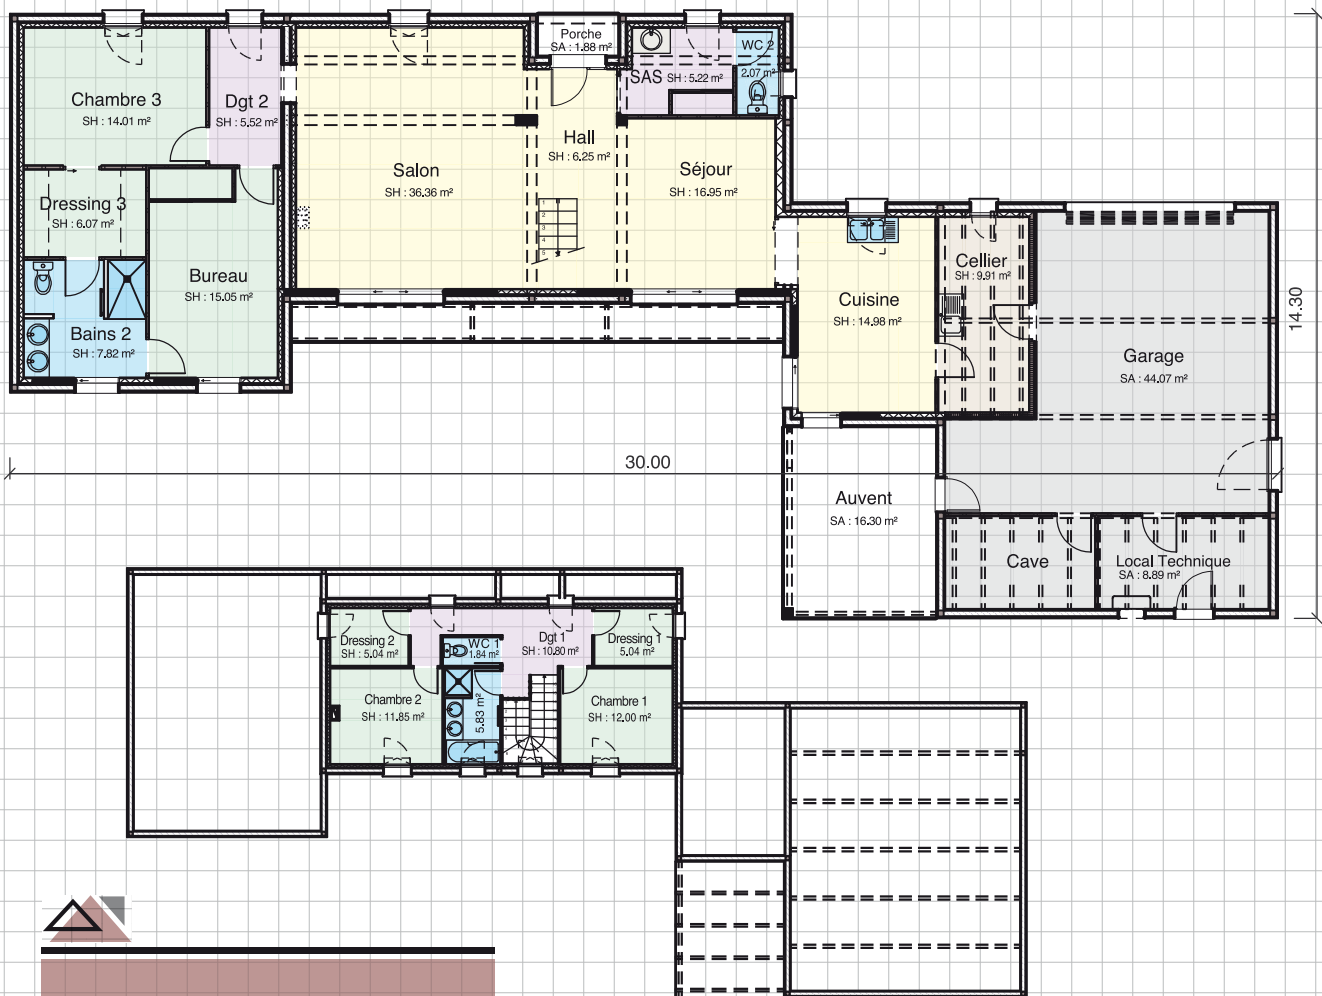 Porche
SA : 1.88 m²
WC 2
2.07 m²
SAS SH : 5.22 m²
Chambre 3
SH : 14.01 m²
Dgt 2
SH : 5.52 m²
Hall
SH : 6.25 m²
Salon
SH : 36.36 m²
Séjour
SH : 16.95 m²
Dressing 3
SH : 6.07 m²
Bureau
SH : 15.05 m²
Bains 2
SH : 7.82 m²
1
2
3
4
5
Cuisine
SH : 14.98 m²
Cellier
SH : 9.91 m²
Garage
SA : 44.07 m²
14.30
30.00
Auvent
SA : 16.30 m²
Cave
Local Technique
SA : 8.89 m²
Dressing 2
SH : 5.04 m²
WC 1
1.84 m²
Dgt 1
SH : 10.80 m²
Dressing 1
5.04 m²
Chambre 2
SH : 11.85 m²
5.83 m²
Chambre 1
SH : 12.00 m²